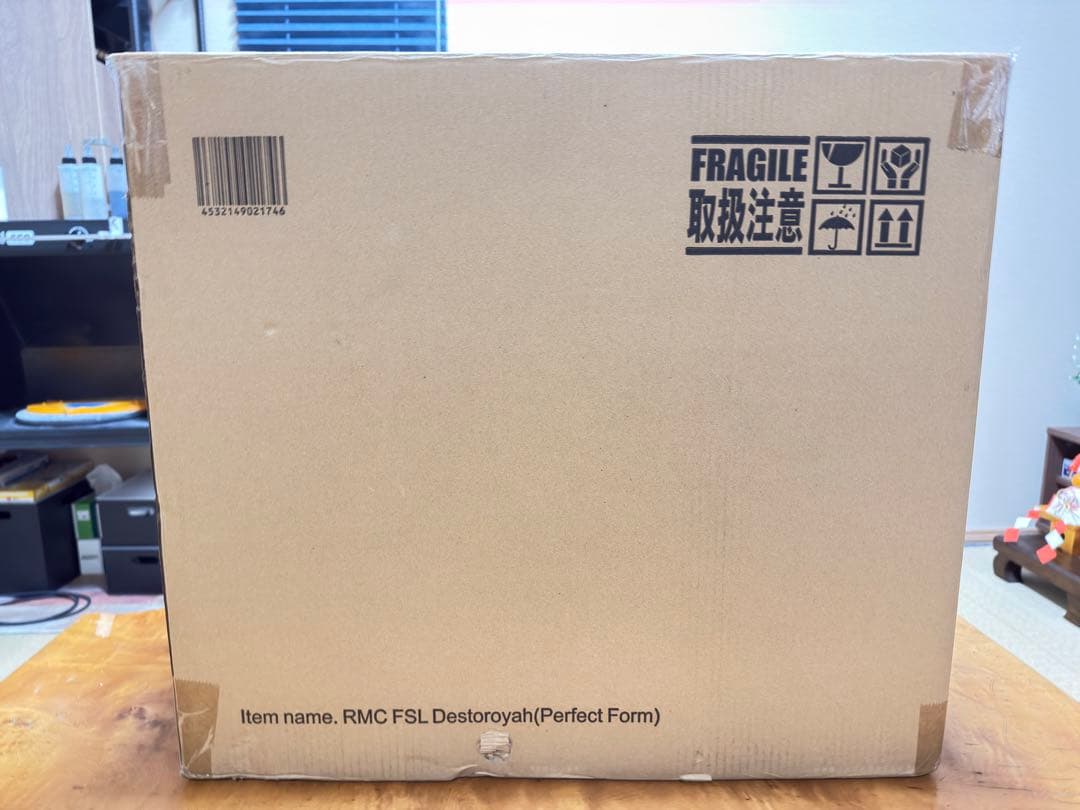 4532149021746
FRAGILE
取扱注意
Item name. RMC FSL Destoroyah(Perfect Form)